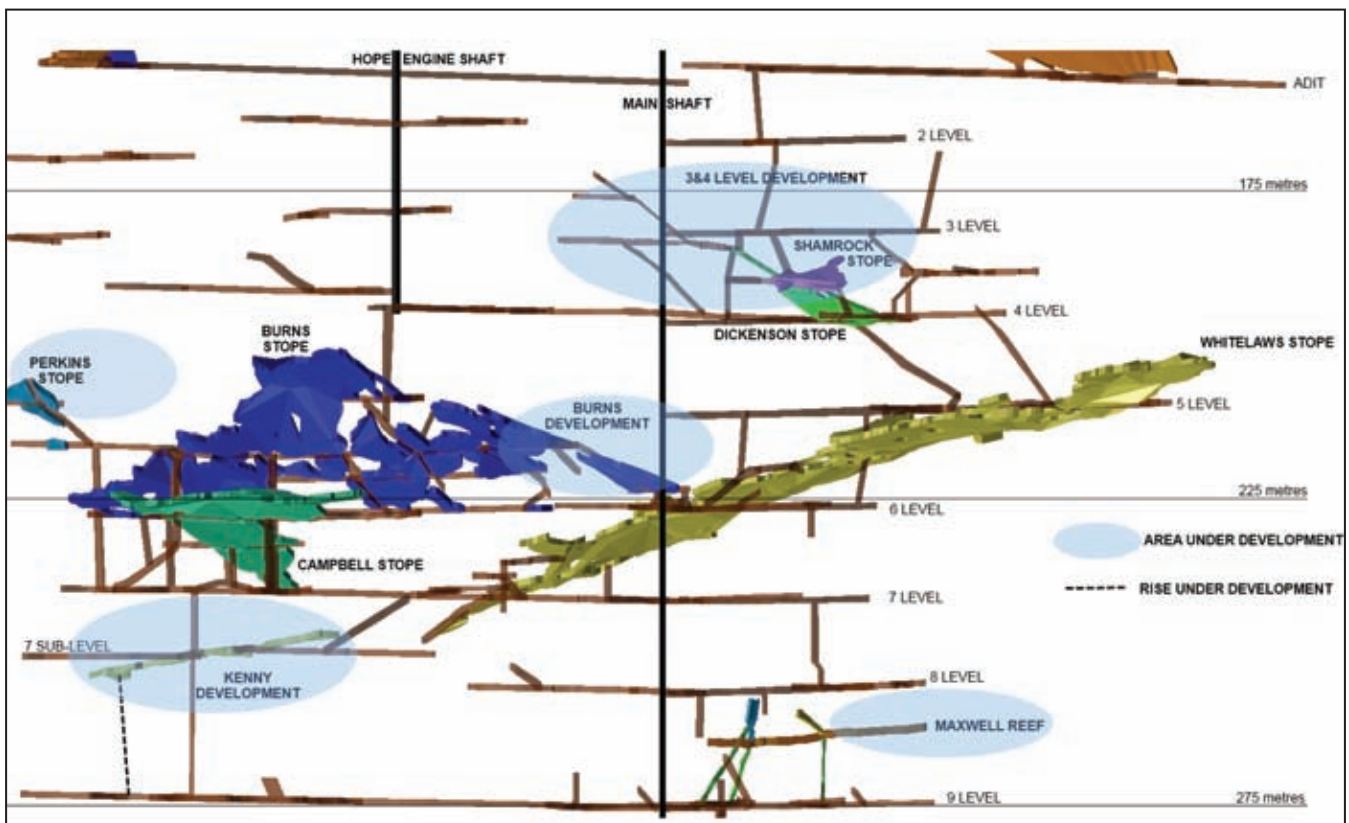 HOPE ENGINE SHAFT
ADIT
MAIN SHAFT
2 LEVEL
3&4 LEVEL DEVELOPMENT
175 metres
3 LEVEL
SHAMROCK
STOPE
4 LEVEL
DICKENSON STOPE
BURNS
STOPE
WHITELAWS STOPE
PERKINS
STOPE
5 LEVEL
BURNS
DEVELOPMENT
225 metres
6 LEVEL
AREA UNDER DEVELOPMENT
CAMPBELL STOPE
RISE UNDER DEVELOPMENT
7 LEVEL
7 SUB-LEVEL
KENNY
DEVELOPMENT
8 LEVEL
MAXWELL REEF
9 LEVEL
275 metres